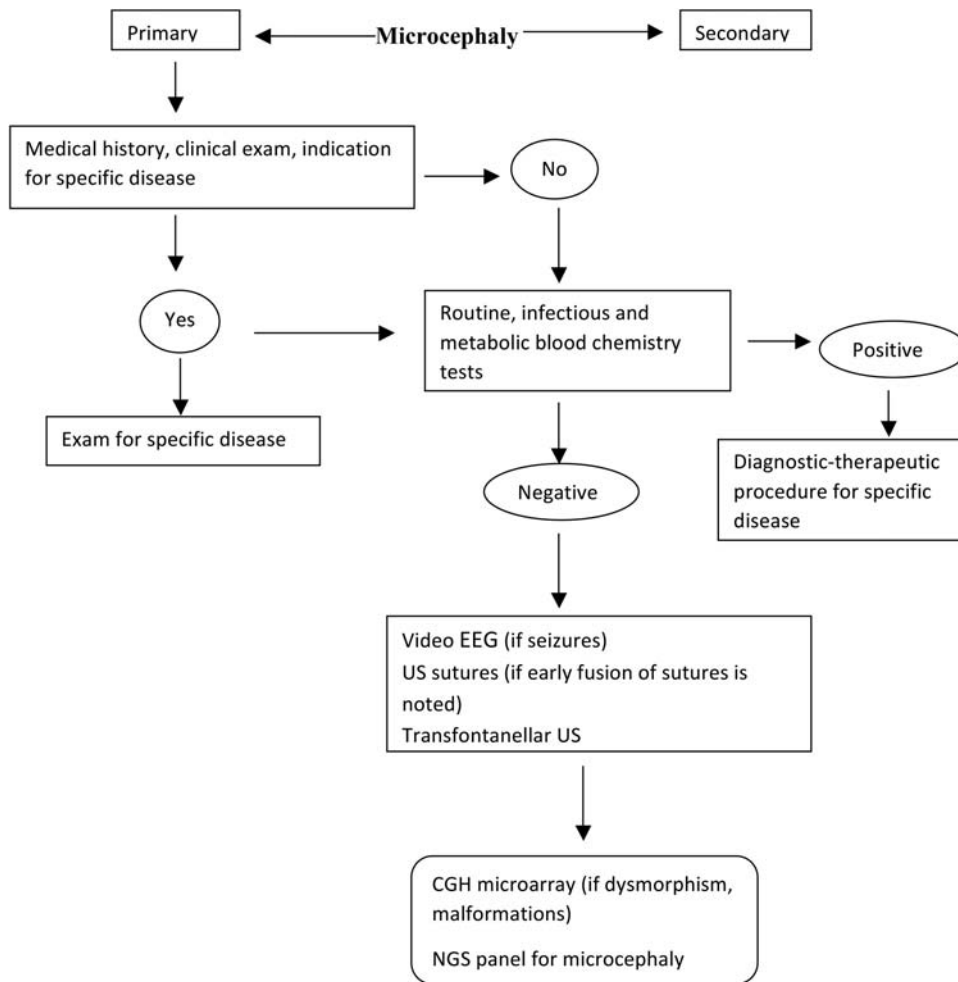 Primary
Microcephaly
Secondary
Medical history, clinical exam, indication
for specific disease
No
Yes
Routine, infectious and
metabolic blood chemistry
tests
Positive
Exam for specific disease
Negative
Diagnostic-therapeutic
procedure for specific
disease
Video EEG (if seizures)
US sutures (if early fusion of sutures is
noted)
Transfontanellar US
CGH microarray (if dysmorphism,
malformations)
NGS panel for microcephaly